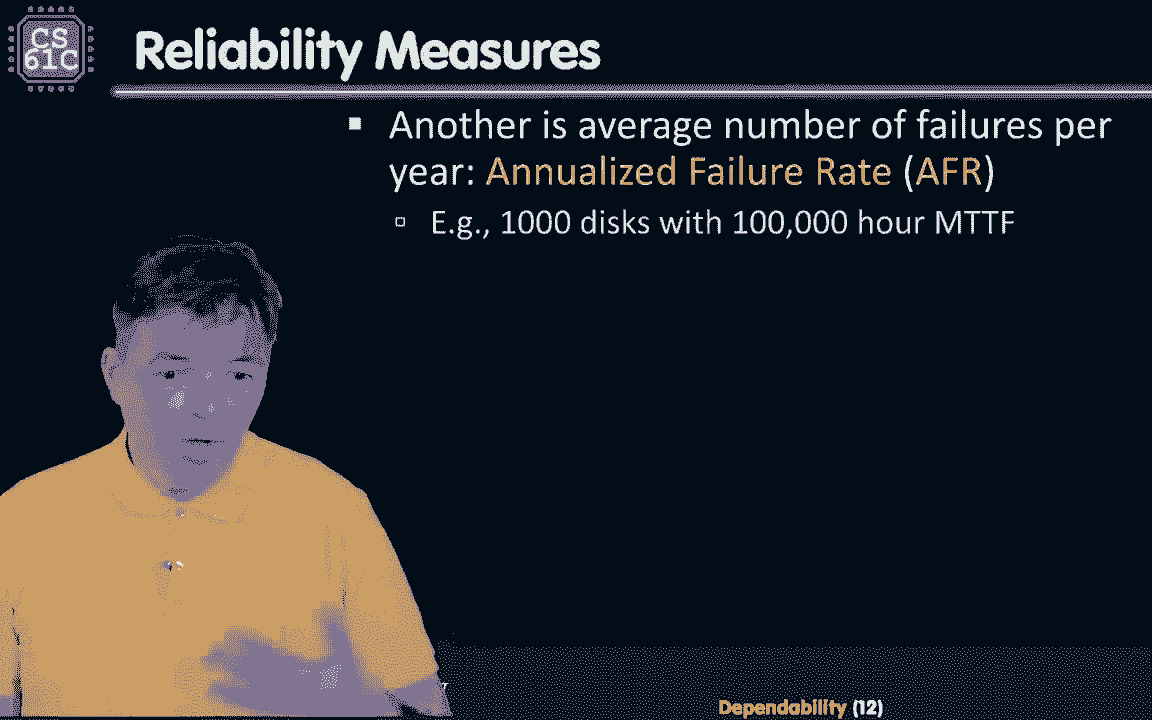 CS
61C
Reliability Measures
Another is average number of failures per
year: Annualized Failure Rate (AFR)
E.g., 1000 disks with 100,000 hour MTTF
Dependability (12)